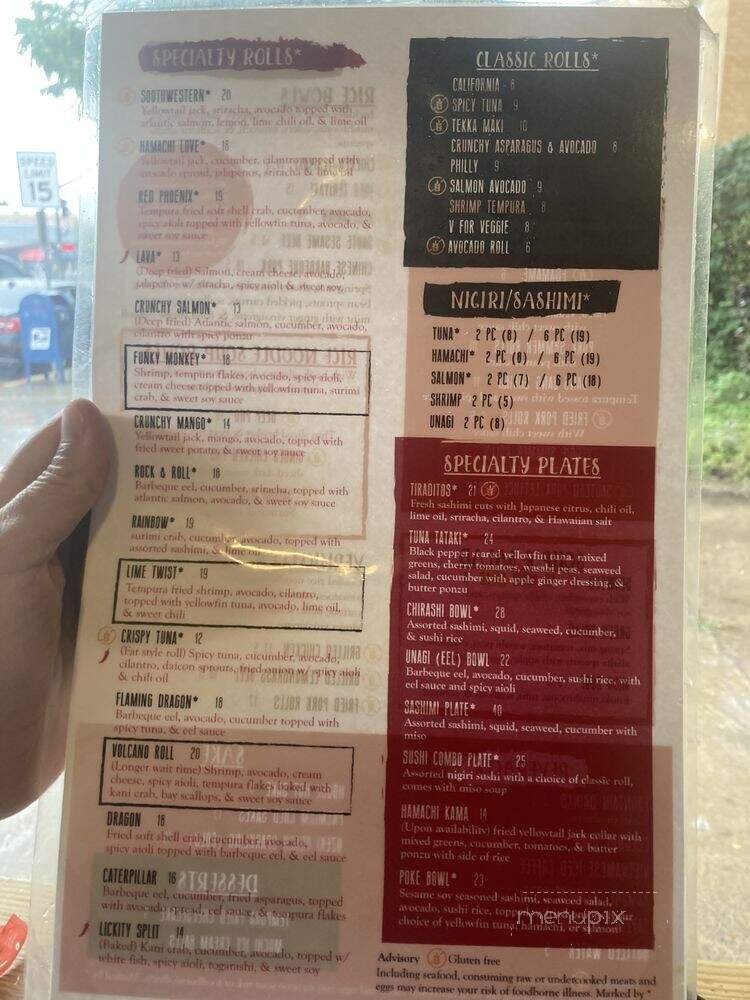 SPECIALTY ROLLS*
SOUTHWESTERN* 20
Yellowtail jack, sriracha, avocado topped with
atlantic salmon, lemon, lime chili oil, & lime oil
HAMACHI LOVE* 18
Yellowtail jack, cucumber, cilantro topped with
avocado spread, jalapenos, sriracha & lime oil
RED PHOENIX* 19
Tempura fried soft shell crab, cucumber, avocado,
spicy aioli topped with yellowfin tuna, avocado, &
sweet soy sauce
LAVA* 13
(Deep fried) Salmon, cream cheese, avocado,
jalapeños w/ siracha, spicy aioli & sweet soy
CRUNCHY SALMON* 13
(Deep fried) Atlantic salmon, cucumber, avocado,
cilantro with spicy ponzu
FUNKY MONKEY* 18
Shrimp, tempura flakes, avocado, spicy aioli,
cream cheese topped with yellowfin tuna, surimi
crab, & sweet soy sauce
CRUNCHY MANGO* 14
Yellowtail jack, mango, avocado, topped with
fried sweet potato, & sweet soy sauce
ROCK & ROLL* 18
Barbeque eel, cucumber, sriracha, topped with
atlantic salmon, avocado, & sweet soy sauce
RAINBOW* 19
surimi crab, cucumber, avocado, topped with
assorted sashimi, & lime oil
LIME TWIST* 19
Tempura fried shrimp, avocado, cilantro,
topped with yellowfin tuna, avocado, lime oil,
& sweet chili
CRISPY TUNA* 12
(Fat style roll) Spicy tuna, cucumber, avocado,
cilantro, daicon sprouts, fried onion w/ spicy aioli
& chili oil
FLAMING DRAGON* 18
Barbeque eel, avocado, cucumber topped with
spicy tuna, & eel sauce
VOLCANO ROLL 20
(Longer wait time) Shrimp, avocado, cream
cheese, spicy aioli, tempura flakes baked with
kani crab, bay scallops, & sweet soy sauce
DRAGON 18
Fried soft shell crab, cucumber, avocado,
spicy aioli topped with barbeque eel, & eel sauce
CATERPILLAR 16
Barbeque eel, cucumber, fried asparagus, topped
with avocado spread, eel sauce, & tempura flakes
LICKITY SPLIT 14
(Baked) Kani crab, cucumber, avocado, topped w/
white fish, spicy aioli, togarashi, & sweet soy
CLASSIC ROLLS*
CALIFORNIA 8
SPICY TUNA 9
TEKKA MAKI 10
CRUNCHY ASPARAGUS & AVOCADO 8
PHILLY 9
SALMON AVOCADO 9
SHRIMP TEMPURA 8
V FOR VEGGIE 8
AVOCADO ROLL 6
NIGIRI/SASHIMI*
TUNA* 2 PC (8) / 6 PC (19)
HAMACHI* 2 PC (8) / 6 PC (19)
SALMON* 2 PC (7) / 6 PC (18)
SHRIMP 2 PC (5)
UNAGI 2 PC (8)
SPECIALTY PLATES
TIRADITOS* 21
Fresh sashimi cuts with Japanese citrus, chili oil,
lime oil, sriracha, cilantro, & Hawaiian salt
TUNA TATAKI* 24
Black pepper seared yellowfin tuna, mixed
greens, cherry tomatoes, wasabi peas, seaweed
salad, cucumber with apple ginger dressing, &
butter ponzu
CHIRASHI BOWL* 28
Assorted sashimi, squid, seaweed, cucumber,
& sushi rice
UNAGI (EEL) BOWL 22
Barbeque eel, avocado, cucumber, sushi rice, with
eel sauce and spicy aioli
SASHIMI PLATE* 40
Assorted sashimi, squid, seaweed, cucumber with
miso
SUSHI COMBO PLATE* 25
Assorted nigiri sushi with a choice of classic roll,
comes with miso soup
HAMACHI KAMA 14
(Upon availability) fried yellowtail jack collar with
mixed greens, cucumber, tomatoes, & butter
ponzu with side of rice
POKE BOWL* 23
Sesame soy seasoned sashimi, seaweed salad,
avocado, sushi rice,
choice of yellowfin tuna, hamachi, or salmon)
menupix
Advisory Gluten free
Including seafood, consuming raw or undercooked meats and
eggs may increase your risk of foodborne illness. Marked by *
SPEED
LIMIT
15